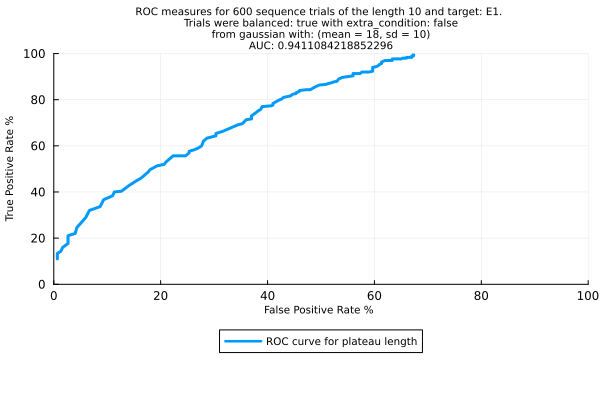 ROC measures for 600 sequence trials of the length 10 and target: E1.
Trials were balanced: true with extra_condition: false
from gaussian with: (mean = 18, sd = 10)
AUC: 0.9411084218852296
100
80
60
40
20
0
True Positive Rate %
0 20 40 60 80 100
False Positive Rate %
ROC curve for plateau length